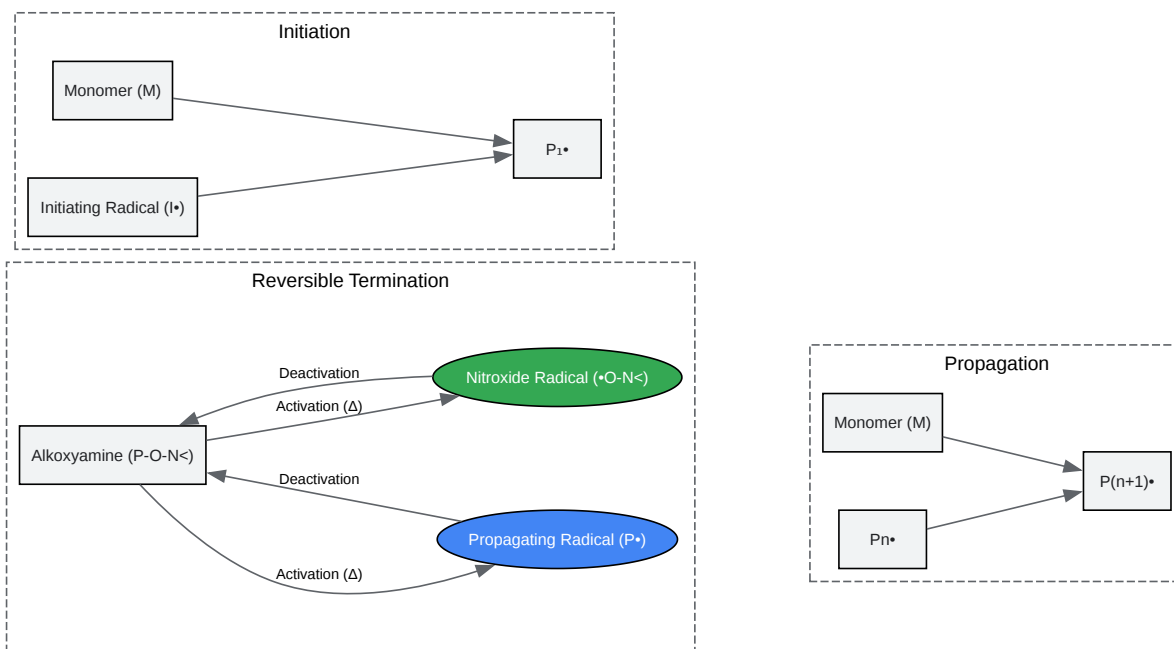 Initiation
Monomer (M)
Initiating Radical (I•)
P₁•
Reversible Termination
Deactivation
Nitroxide Radical (•O-N<)
Activation (Δ)
Alkoxyamine (P-O-N<)
Deactivation
Propagating Radical (P•)
Activation (Δ)
Propagation
Monomer (M)
P(n+1)•
Pn•